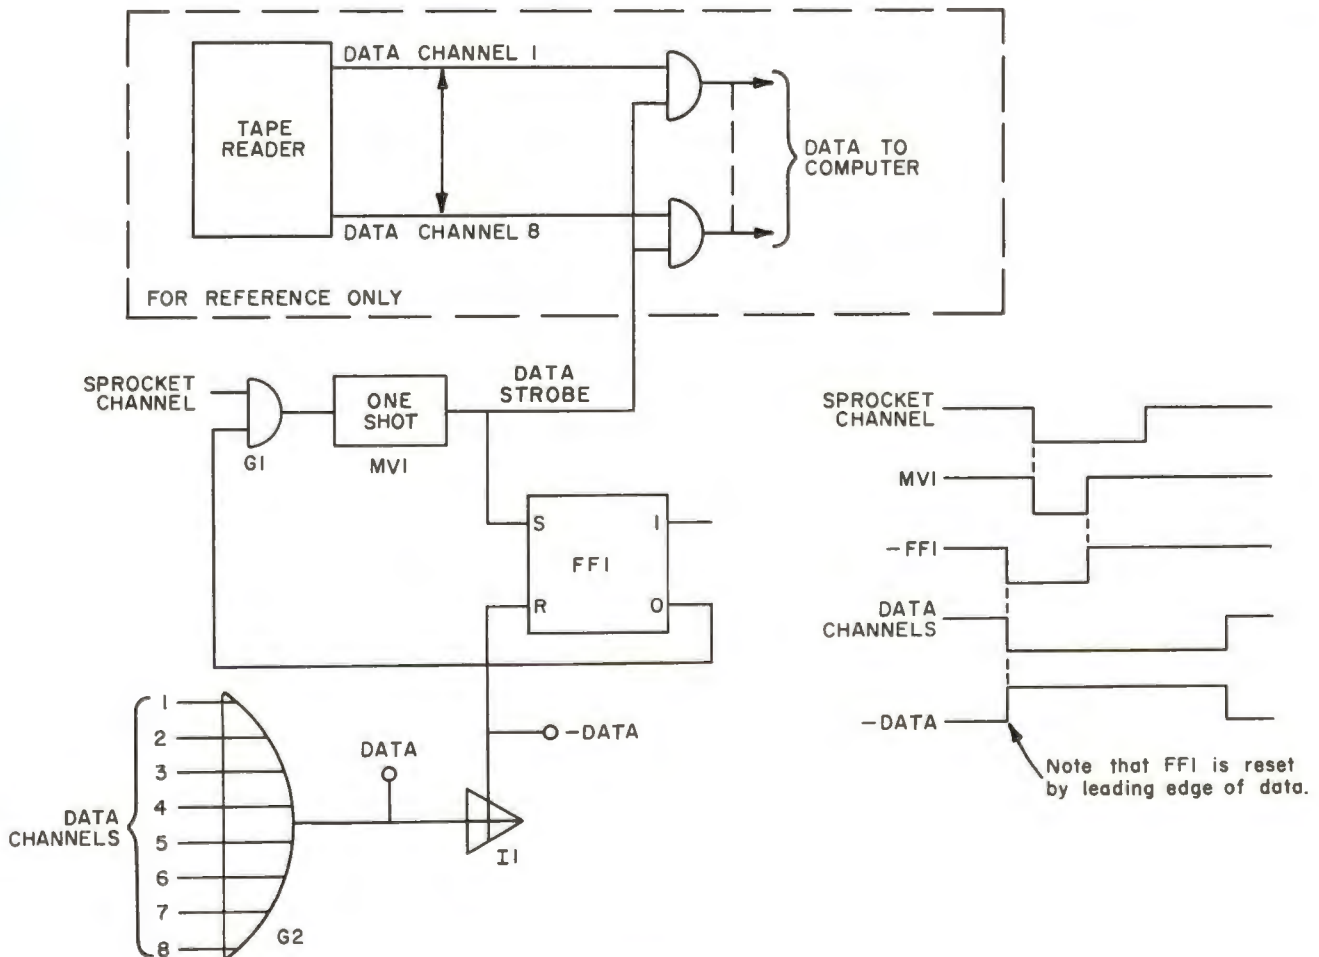 DATA CHANNEL 1
TAPE
READER
DATA TO
COMPUTER
DATA CHANNEL 8
FOR REFERENCE ONLY
SPROCKET
CHANNEL
G1
ONE
SHOT
MV1
DATA
STROBE
S
1
FF1
R
0
DATA
CHANNELS
1
2
3
4
5
6
7
8
G2
DATA
-DATA
I1
SPROCKET
CHANNEL
MV1
-FF1
DATA
CHANNELS
-DATA
Note that FF1 is reset
by leading edge of data.